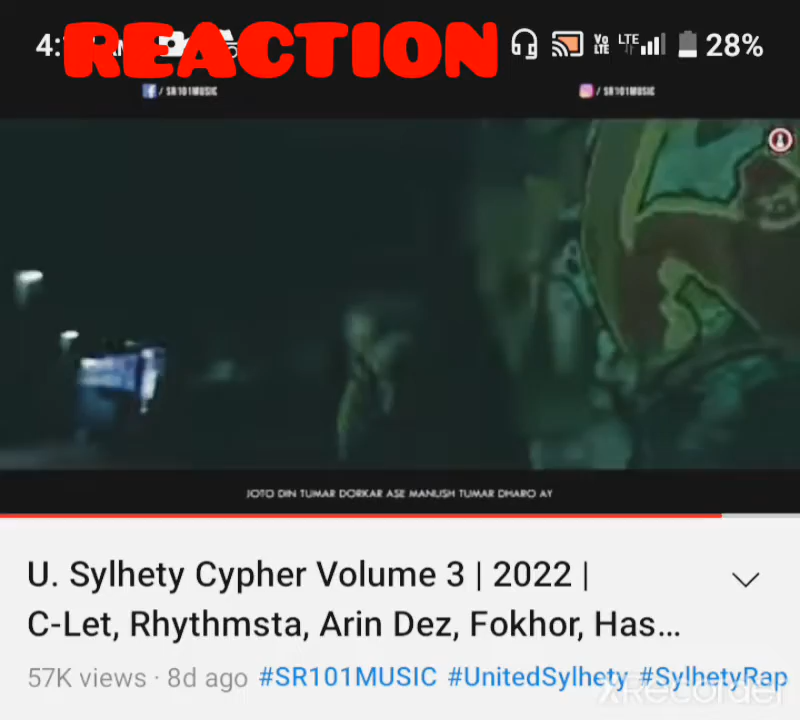 REACTION
28%
/ SR101MUSIC
/ SR101MUSIC
JOTO DIN TUMAR DORKAR ASE MANUSH TUMAR DHARO AY
U. Sylhety Cypher Volume 3 | 2022 |
C-Let, Rhythmsta, Arin Dez, Fokhor, Has...
57K views · 8d ago #SR101MUSIC #UnitedSylhety #SylhetyRap
XRecorder